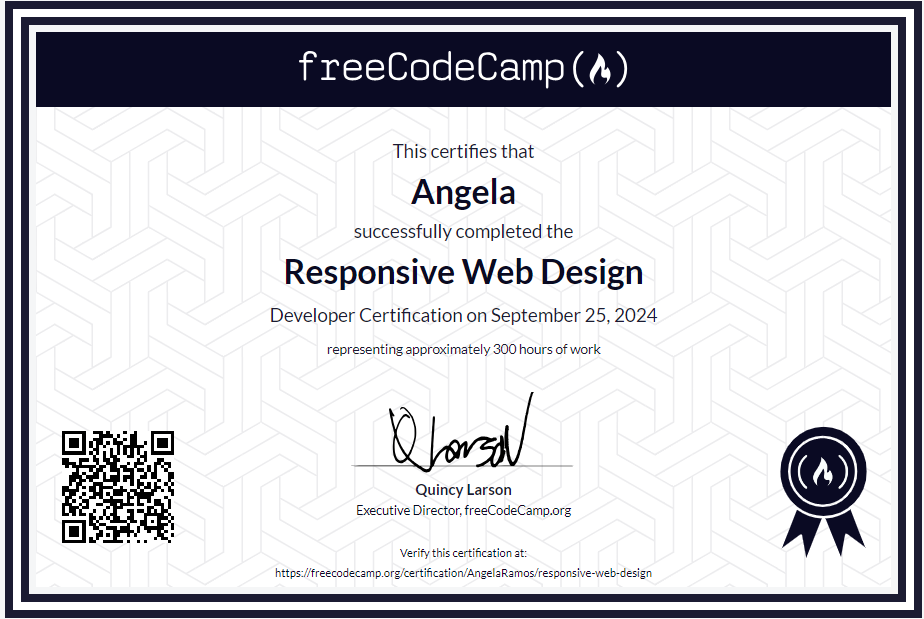 freeCodeCamp
This certifies that
Angela
successfully completed the
Responsive Web Design
Developer Certification on September 25, 2024
representing approximately 300 hours of work
QLarson
Quincy Larson
Executive Director, freeCodeCamp.org
Verify this certification at:
https://freecodecamp.org/certification/AngelaRamos/responsive-web-design